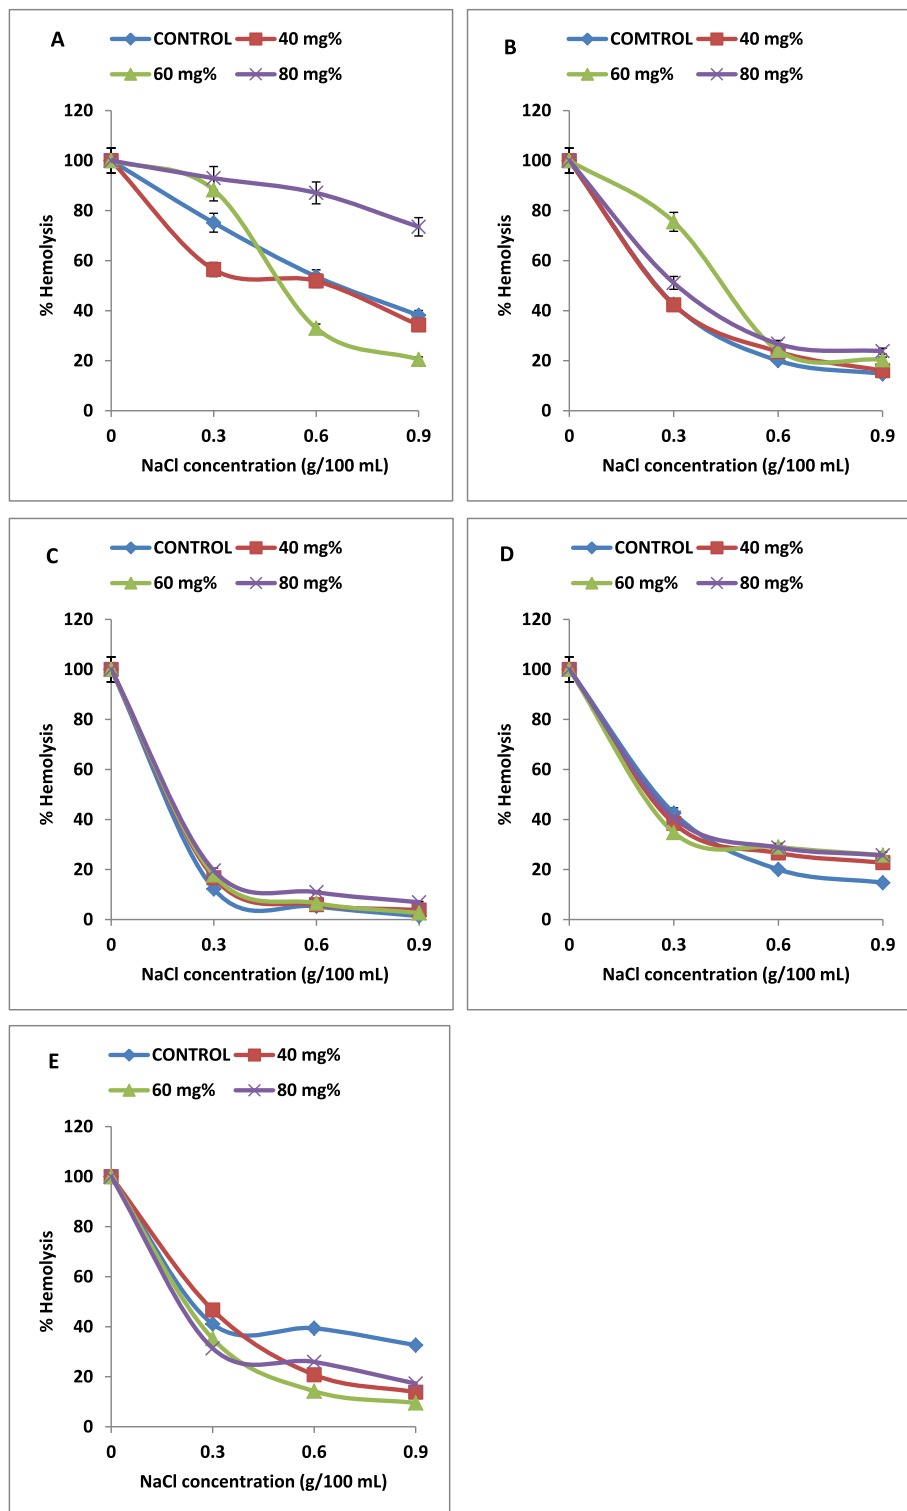 A
CONTROL 40 mg%
60 mg% 80 mg%
120
100
80
60
40
20
0
% Hemolysis
0 0.3 0.6 0.9
NaCl concentration (g/100 mL)
B
COMTROL 40 mg%
60 mg% 80 mg%
120
100
80
60
40
20
0
% Hemolysis
0 0.3 0.6 0.9
NaCl concentration (g/100 mL)
C
CONTROL 40 mg%
60 mg% 80 mg%
120
100
80
60
40
20
0
% Hemolysis
0 0.3 0.6 0.9
NaCl concentration (g/100 mL)
D
CONTROL 40 mg%
60 mg% 80 mg%
120
100
80
60
40
20
0
% Hemolysis
0 0.3 0.6 0.9
NaCl concentration (g/100 mL)
E
CONTROL 40 mg%
60 mg% 80 mg%
120
100
80
60
40
20
0
% Hemolysis
0 0.3 0.6 0.9
NaCl concentration (g/100 mL)